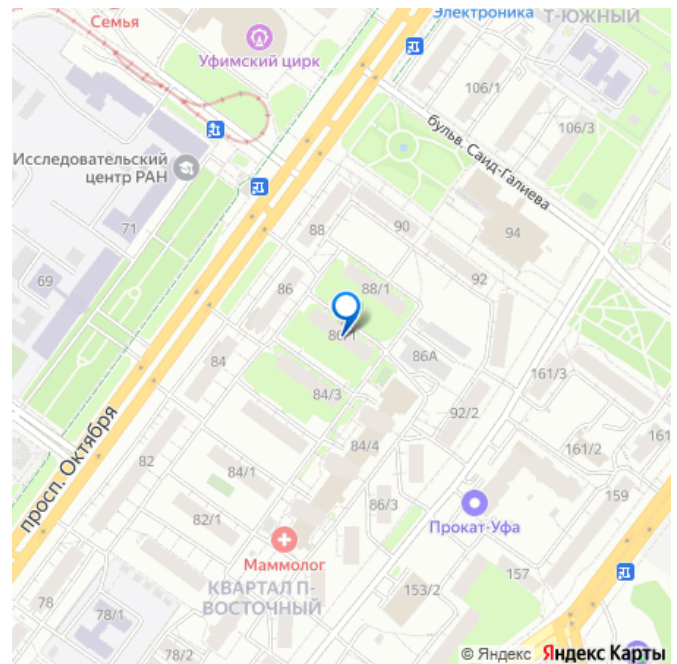 Электроника
Т-ЮЖНЫЙ
Семья
Уфимский цирк
106/1
106/3
бульв. Саид-Галиева
Исследовательский
центр РАН
71
88
90
94
69
92
86
88/1
86/1
86А
84
161/3
84/3
92/2
просп. Октября
84/4
161/2
161
82
84/1
86/3
159
82/1
Прокат-Уфа
Маммолог
157
КВАРТАЛ П-
ВОСТОЧНЫЙ
153/2
78
78/1
78/2
© Яндекс Яндекс Карты